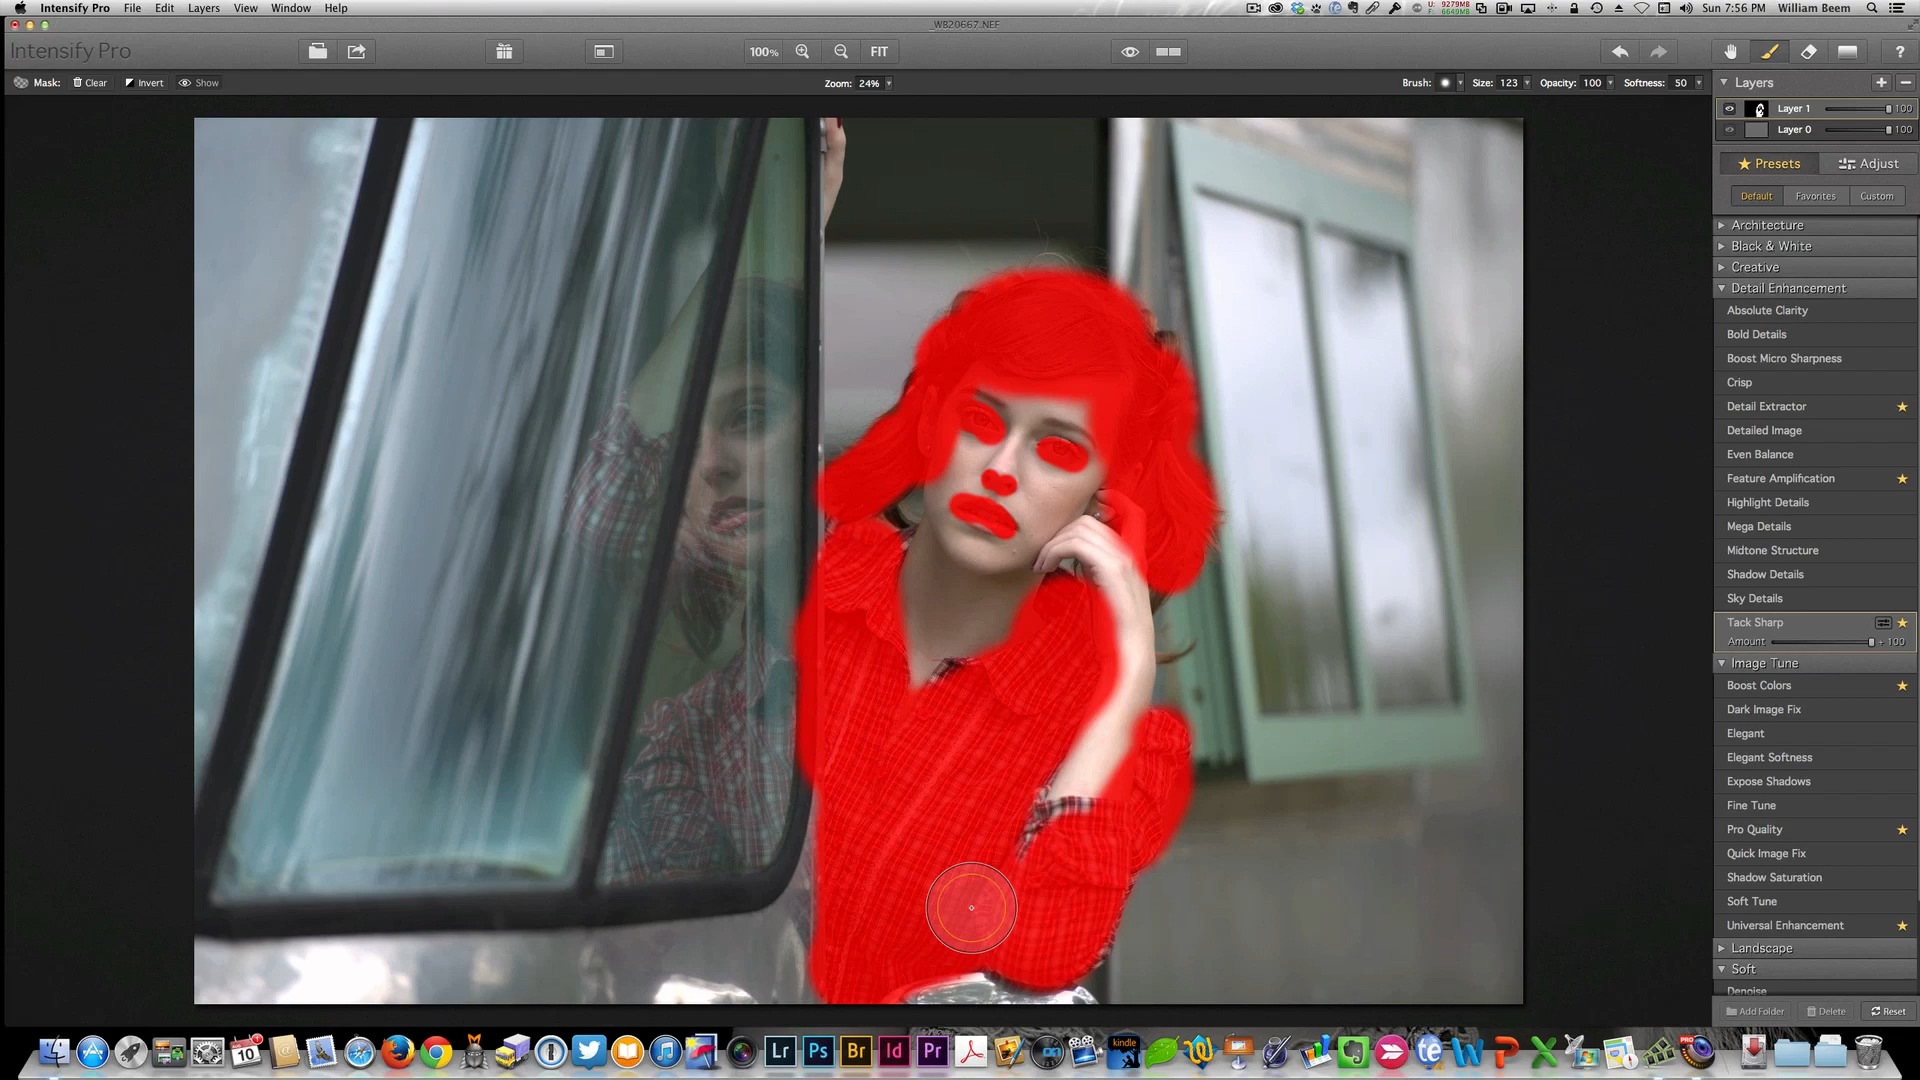 Intensify Pro File Edit Layers View Window Help U: 9279MB F: 6649MB Sun 7:56 PM William Beem
_WB20667.NEF
Intensify Pro 100% FIT ?
Mask: Clear Invert Show Zoom: 24% Brush: Size: 123 Opacity: 100 Softness: 50
Layers
Layer 1 100
Layer 0 100
Presets Adjust
Default Favorites Custom
Architecture
Black & White
Creative
Detail Enhancement
Absolute Clarity
Bold Details
Boost Micro Sharpness
Crisp
Detail Extractor
Detailed Image
Even Balance
Feature Amplification
Highlight Details
Mega Details
Midtone Structure
Shadow Details
Sky Details
Tack Sharp
Amount + 100
Image Tune
Boost Colors
Dark Image Fix
Elegant
Elegant Softness
Expose Shadows
Fine Tune
Pro Quality
Quick Image Fix
Shadow Saturation
Soft Tune
Universal Enhancement
Landscape
Soft
Denoise
Add Folder Delete Reset
10 Lr Ps Br Id Pr kindle te W P X PRO